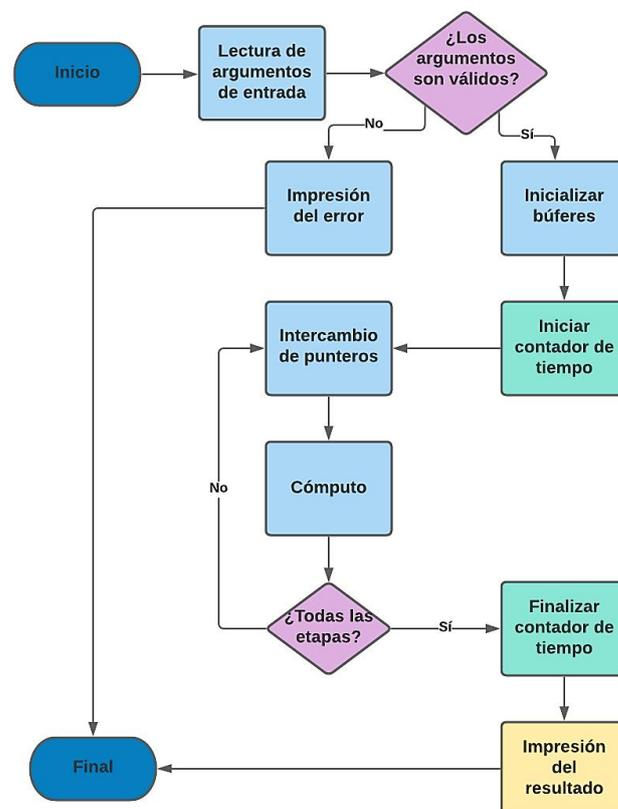 Inicio
Lectura de
argumentos
de entrada
¿Los
argumentos
son válidos?
No
Sí
Impresión
del error
Inicializar
búferes
Intercambio
de punteros
Iniciar
contador de
tiempo
Cómputo
No
¿Todas las
etapas?
Sí
Finalizar
contador de
tiempo
Final
Impresión
del
resultado